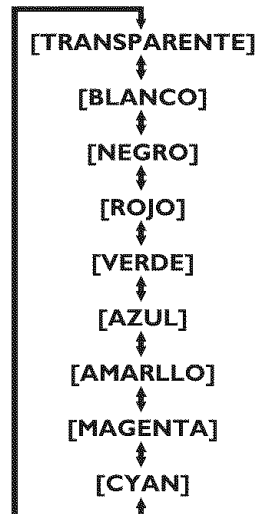 [TRANSPARENTE]
[BLANCO]
[NEGRO]
[ROJO]
[VERDE]
[AZUL]
[AMARLLO]
[MAGENTA]
[CYAN]